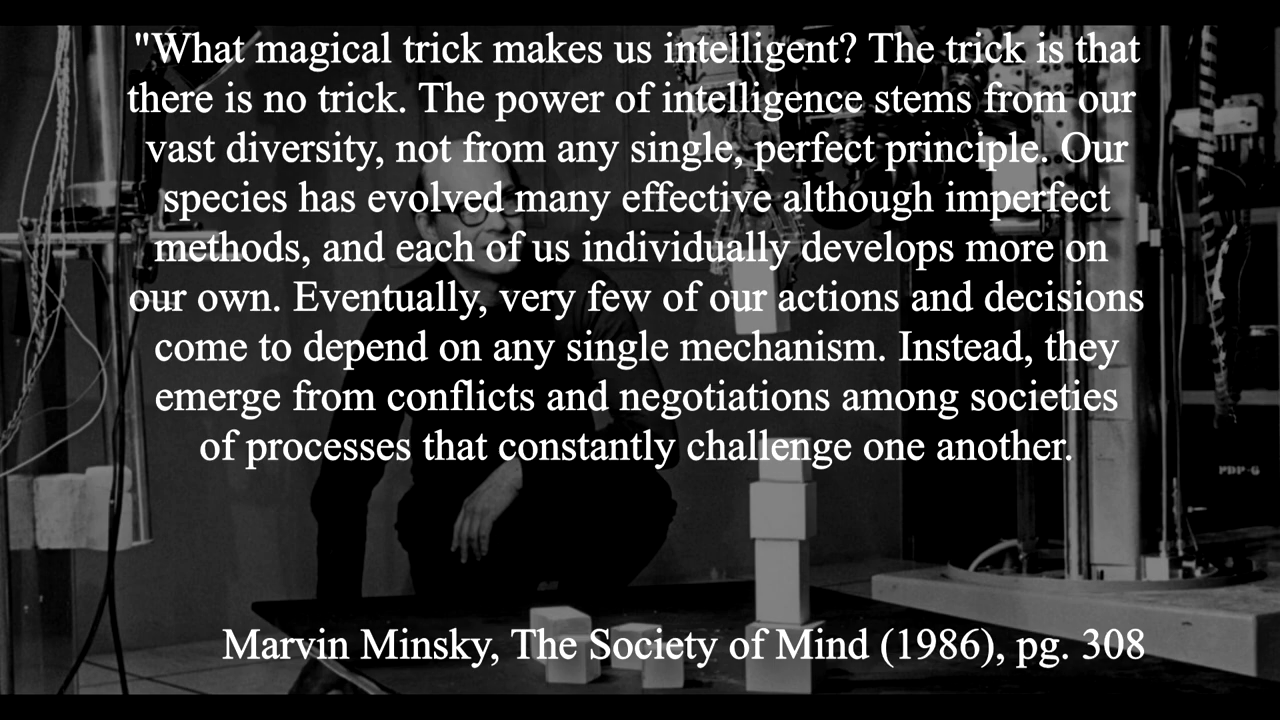 "What magical trick makes us intelligent? The trick is that
there is no trick. The power of intelligence stems from our
vast diversity, not from any single, perfect principle. Our
species has evolved many effective although imperfect
methods, and each of us individually develops more on
our own. Eventually, very few of our actions and decisions
come to depend on any single mechanism. Instead, they
emerge from conflicts and negotiations among societies
of processes that constantly challenge one another.
PDP-6
Marvin Minsky, The Society of Mind (1986), pg. 308